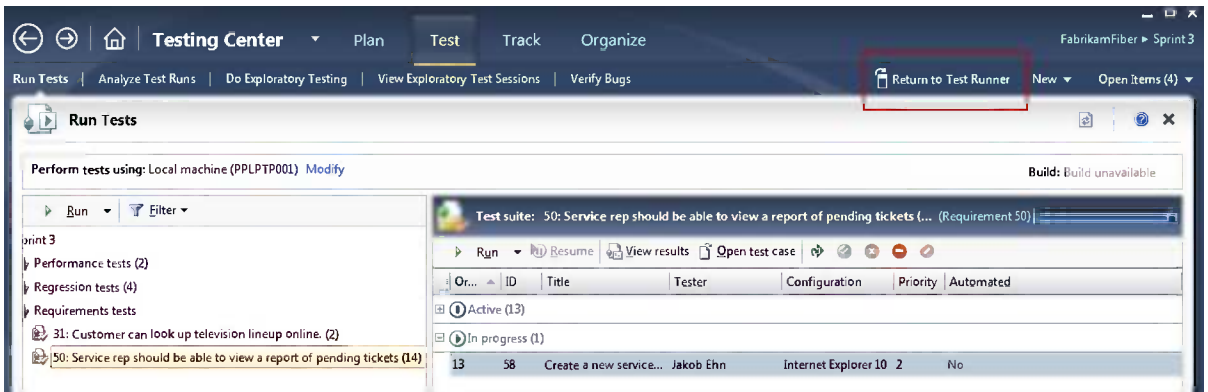 Testing Center Plan Test Track Organize FabrikamFiber ▸ Sprint 3
Run Tests | Analyze Test Runs | Do Exploratory Testing | View Exploratory Test Sessions | Verify Bugs Return to Test Runner New Open Items (4)
Run Tests
Perform tests using: Local machine (PPLPTP001) Modify Build: Build unavailable
Run Filter
Test suite: 50: Service rep should be able to view a report of pending tickets (... (Requirement 50)
print 3
Run Resume View results Open test case
Performance tests (2)
Or... ID Title Tester Configuration Priority Automated
Regression tests (4)
Active (13)
Requirements tests
31: Customer can look up television lineup online. (2)
In progress (1)
50: Service rep should be able to view a report of pending tickets (14)
13 58 Create a new service... Jakob Ehn Internet Explorer 10 2 No